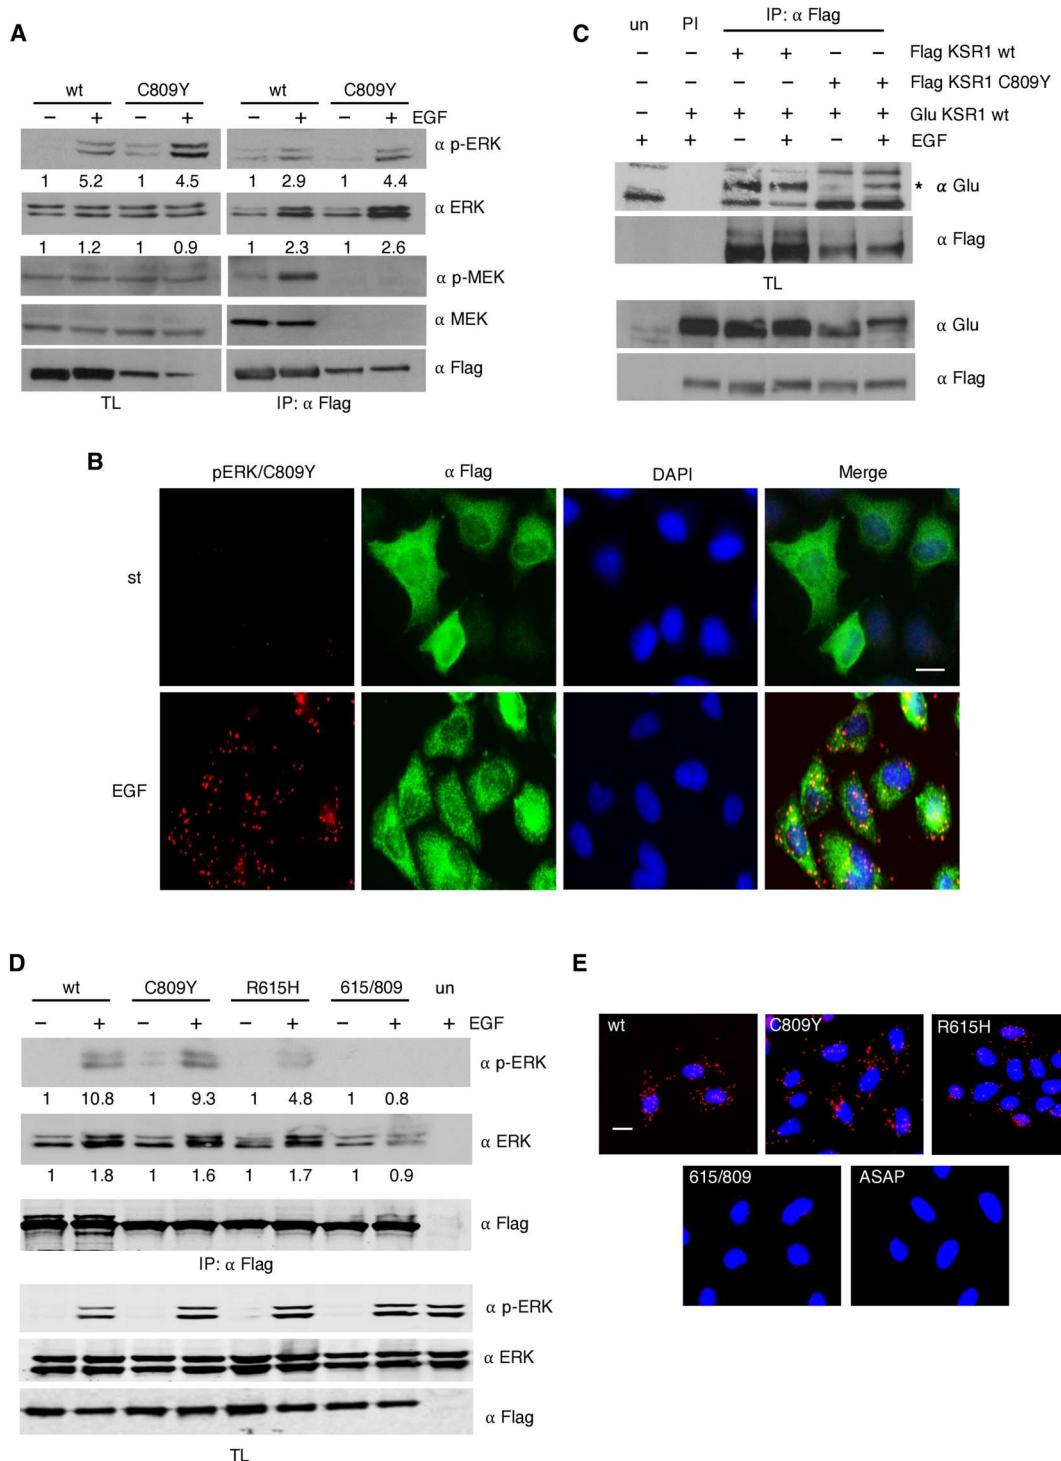 A
wt C809Y wt C809Y
− + − + − + − + EGF
α p-ERK
1 5.2 1 4.5 1 2.9 1 4.4
α ERK
1 1.2 1 0.9 1 2.3 1 2.6
α p-MEK
α MEK
α Flag
TL IP: α Flag
C
un PI IP: α Flag
− − + + − − Flag KSR1 wt
− − − − + + Flag KSR1 C809Y
− + + + + + Glu KSR1 wt
+ + − + − + EGF
* α Glu
α Flag
TL
α Glu
α Flag
B
pERK/C809Y α Flag DAPI Merge
st
EGF
D
wt C809Y R615H 615/809 un
− + − + − + − + + EGF
α p-ERK
1 10.8 1 9.3 1 4.8 1 0.8
α ERK
1 1.8 1 1.6 1 1.7 1 0.9
α Flag
IP: α Flag
α p-ERK
α ERK
α Flag
TL
E
wt C809Y R615H
615/809 ASAP